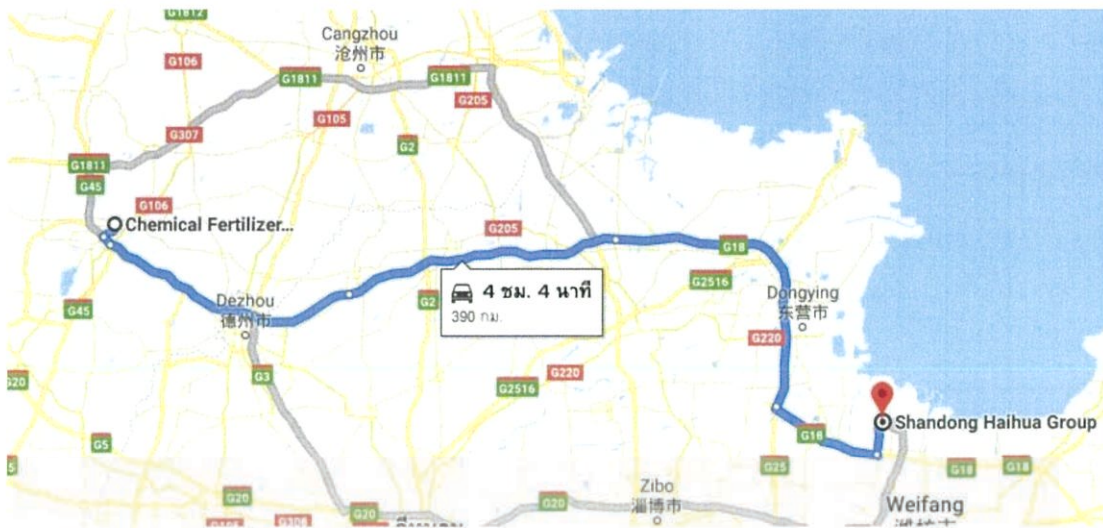 G1812
G106
Cangzhou
沧州市
G1811
G1811
G205
G307
G105
G2
G1811
G45
G106
Chemical Fertilizer...
G205
G18
G2516
4 ชม. 4 นาที
390 กม.
G45
Dezhou
德州市
G2
Dongying
东营市
G220
G3
G2516
G220
G20
Shandong Haihua Group
G5
G18
G25
G18
G18
Zibo
淄博市
G20
G20
G20
Weifang